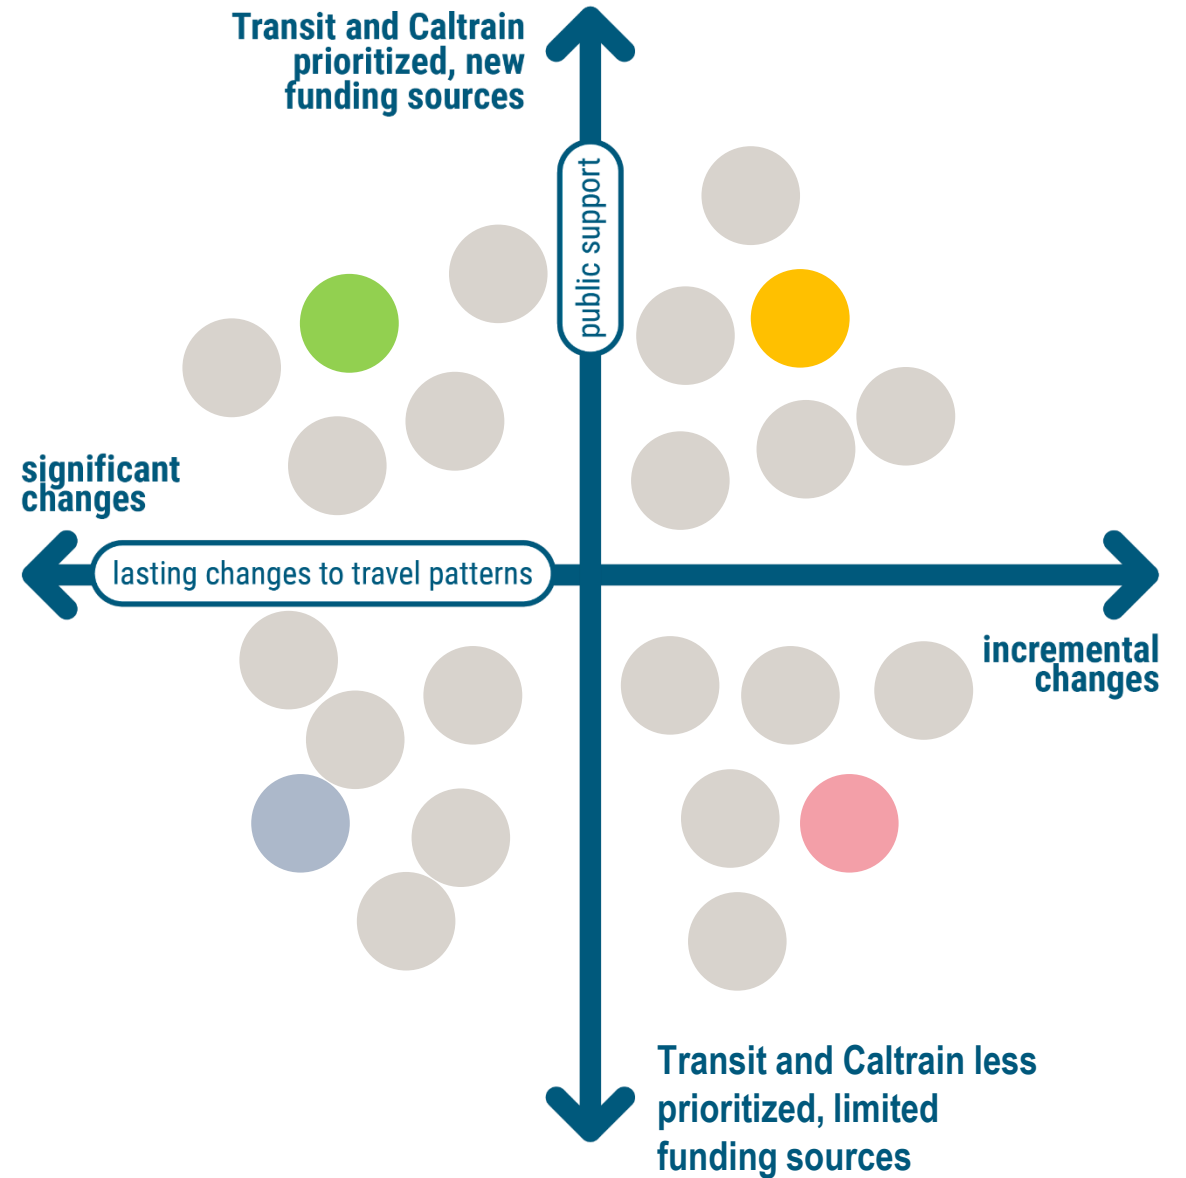 Transit and Caltrain
prioritized, new
funding sources
public support
significant
changes
lasting changes to travel patterns
incremental
changes
Transit and Caltrain less
prioritized, limited
funding sources